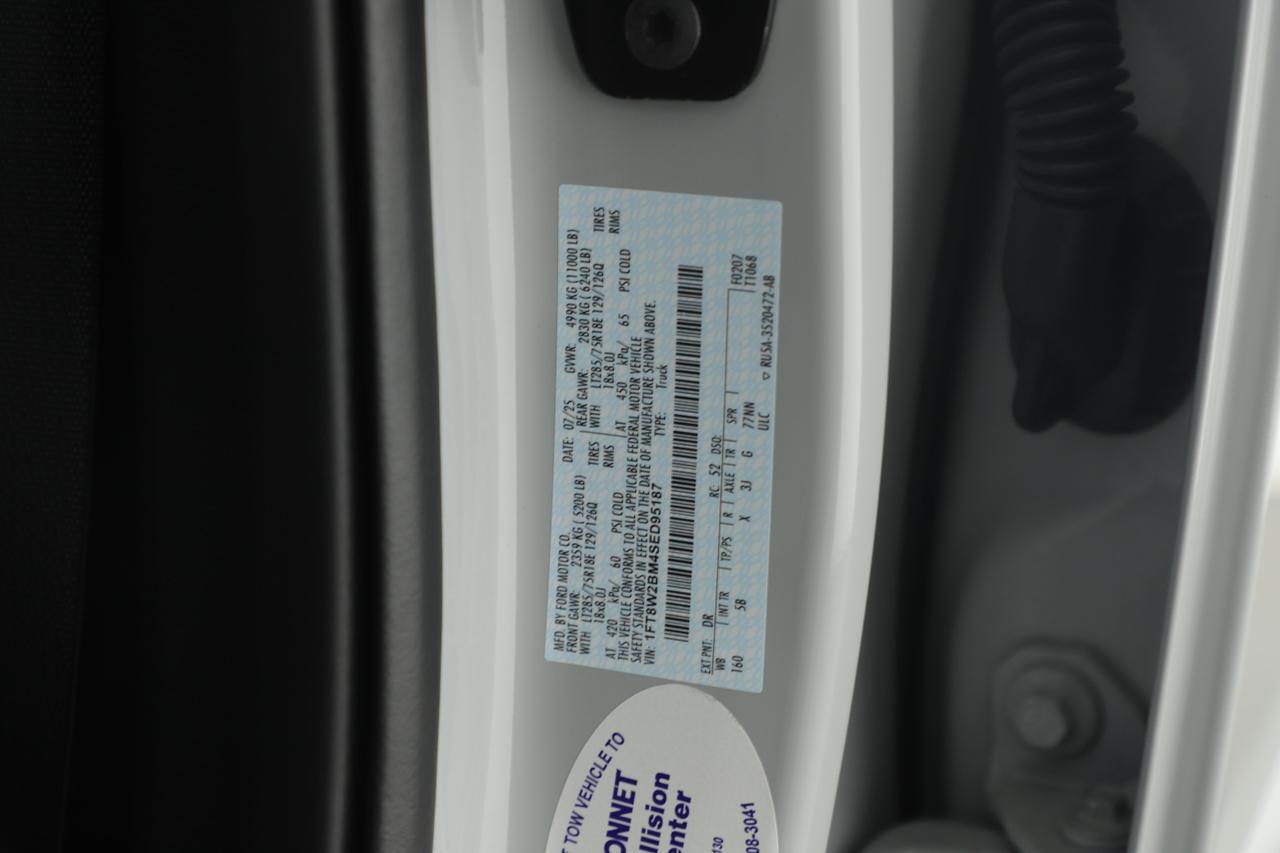 MFD. BY FORD MOTOR CO.
DATE: 07/25 GVWR: 4990 KG (11000 LB)
FRONT GAWR: 2359 KG ( 5200 LB) REAR GAWR: 2830 KG ( 6240 LB)
WITH LT285/75R18E 129/126Q TIRES WITH LT285/75R18E 129/126Q TIRES
18x8.0J RIMS 18x8.0J RIMS
AT 420 kPa/ 60 PSI COLD AT 450 kPa/ 65 PSI COLD
THIS VEHICLE CONFORMS TO ALL APPLICABLE FEDERAL MOTOR VEHICLE
SAFETY STANDARDS IN EFFECT ON THE DATE OF MANUFACTURE SHOWN ABOVE.
VIN: 1FT8W2BM4SED95187 TYPE: Truck
EXT PNT: DR RC: 52 DSO: F0207
WB INT TR TP/PS R AXLE TR SPR T1068
160 5B X 3J G 77NN
ULC ▽ RU5A-3520472-AB
T TOW VEHICLE TO
ONNET
llision
enter
130
08-3041